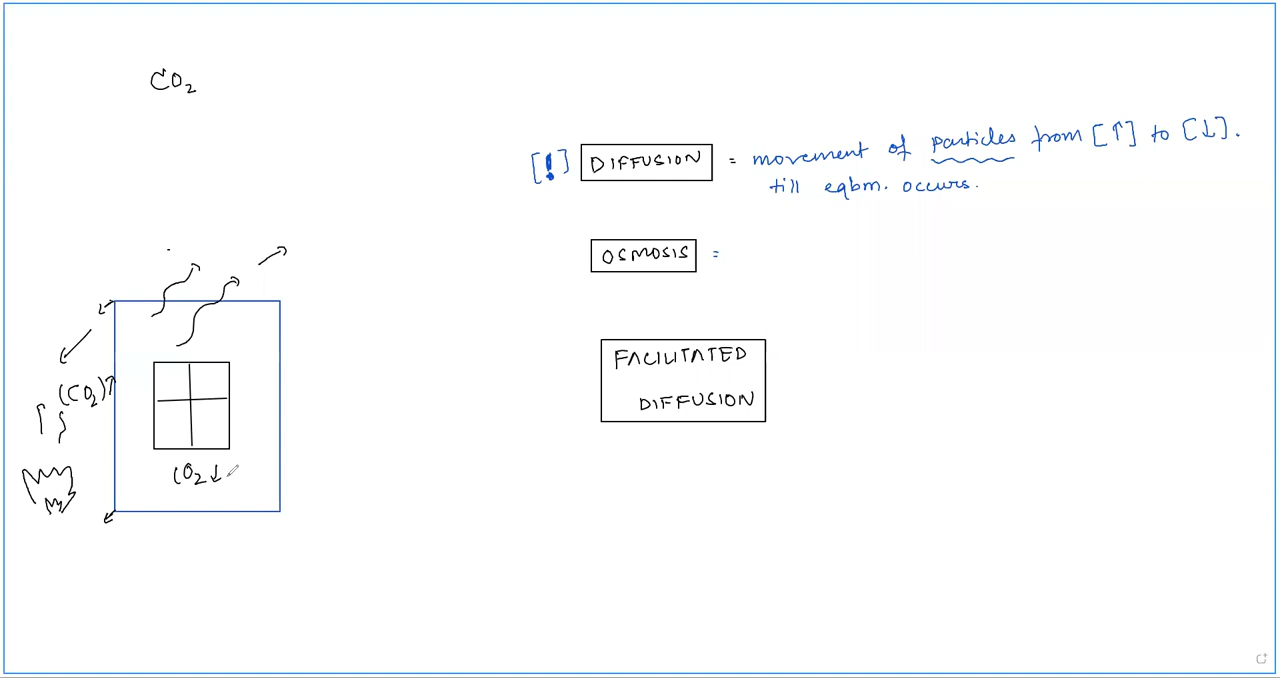 CO₂
[!] DIFFUSION = movement of particles from [↑] to [↓].
till eqbm. occurs.
OSMOSIS =
FACILITATED
DIFFUSION
(CO₂)↑
CO₂↓